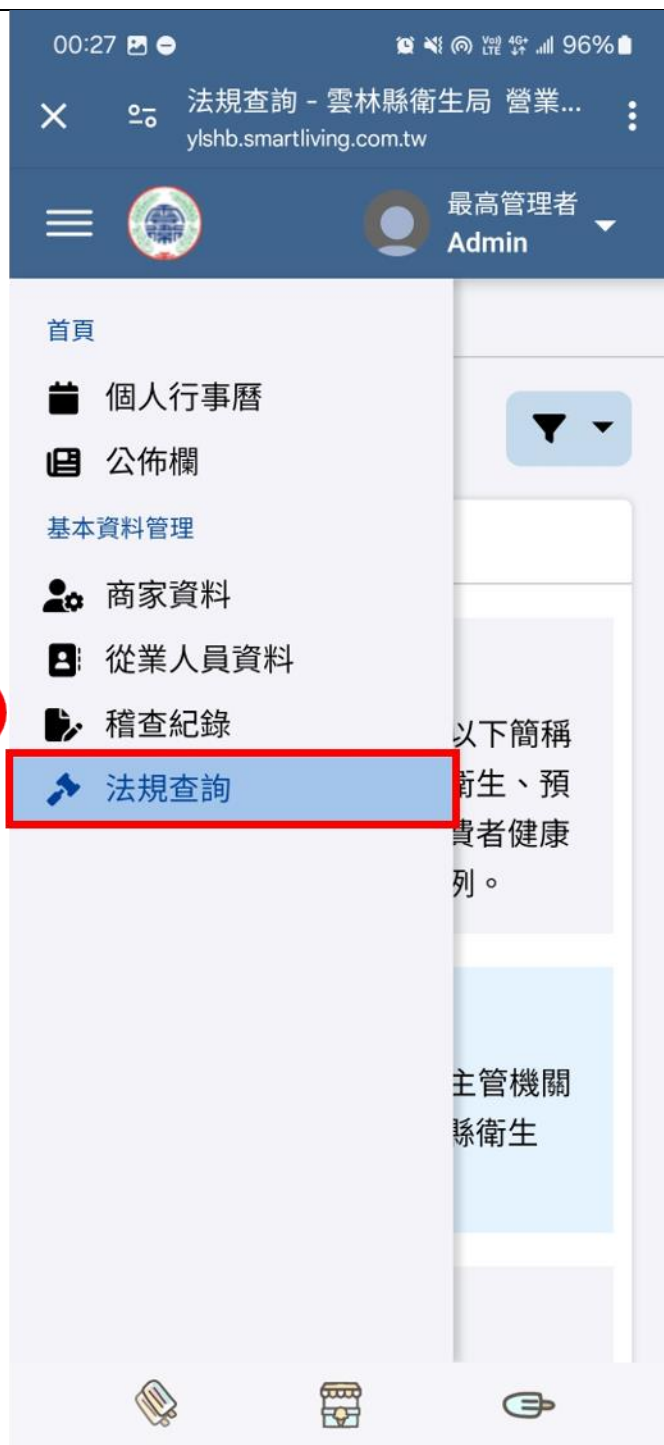 00:27
Vo)) LTE 4G+ 96%
法規查詢 - 雲林縣衛生局 營業...
ylshb.smartliving.com.tw
最高管理者
Admin
首頁
個人行事曆
公佈欄
基本資料管理
商家資料
從業人員資料
稽查紀錄
法規查詢
以下簡稱
衛生、預
費者健康
列。
主管機關
縣衛生